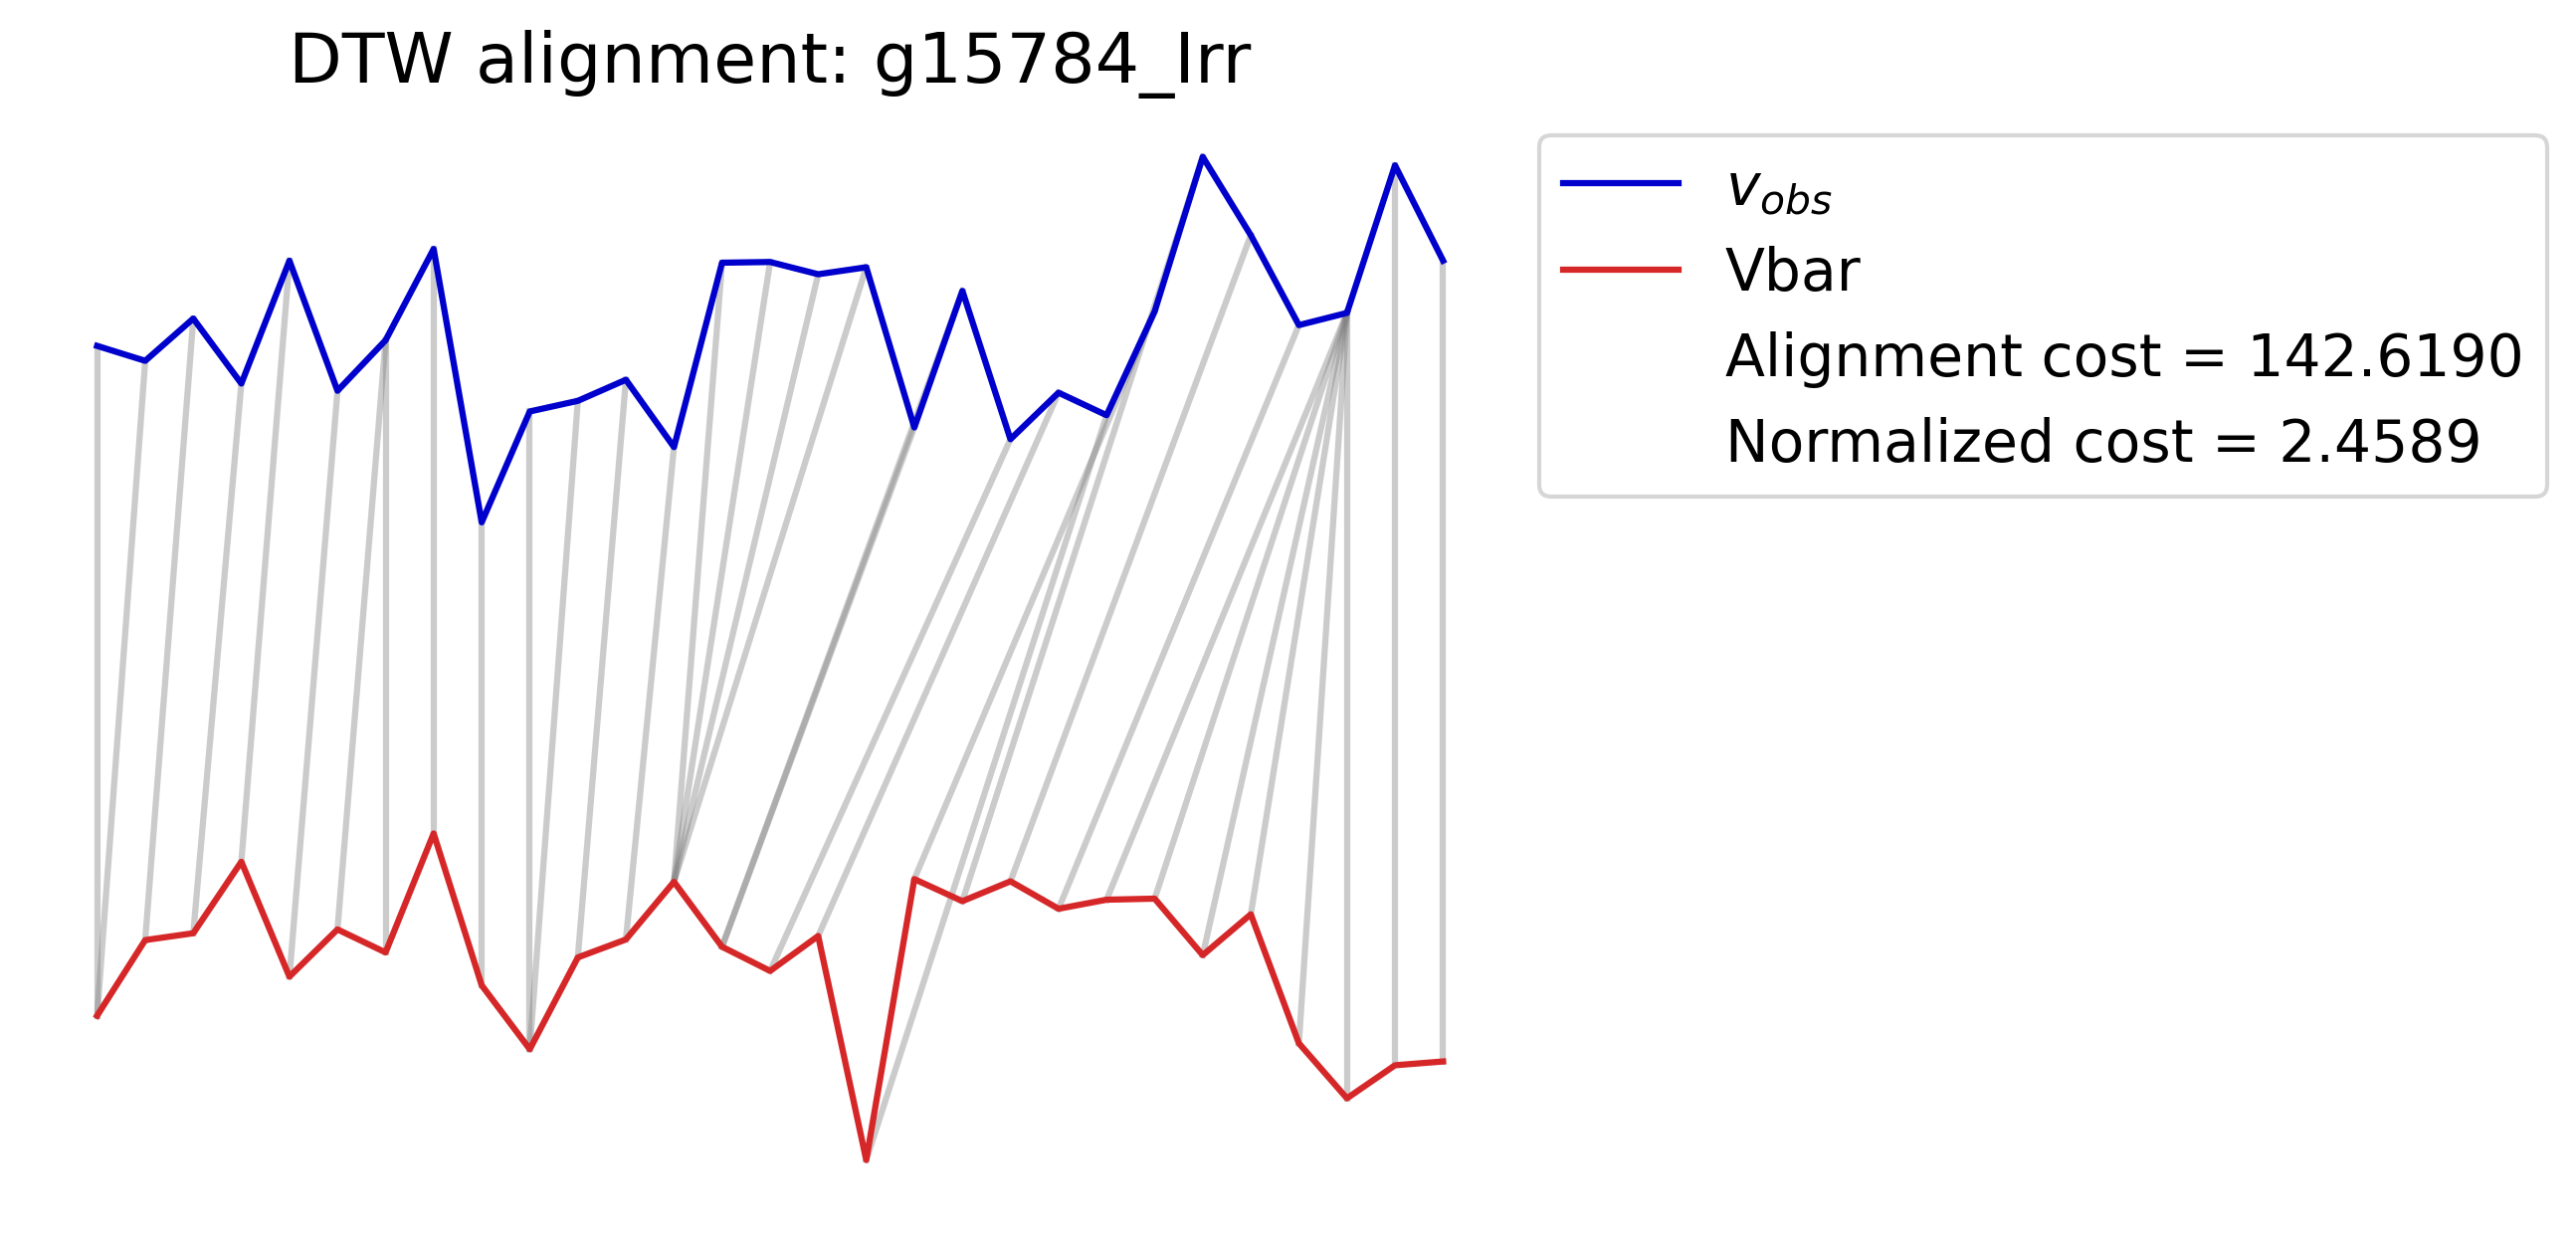 DTW alignment: g15784_Irr
v_obs
Vbar
Alignment cost = 142.6190
Normalized cost = 2.4589